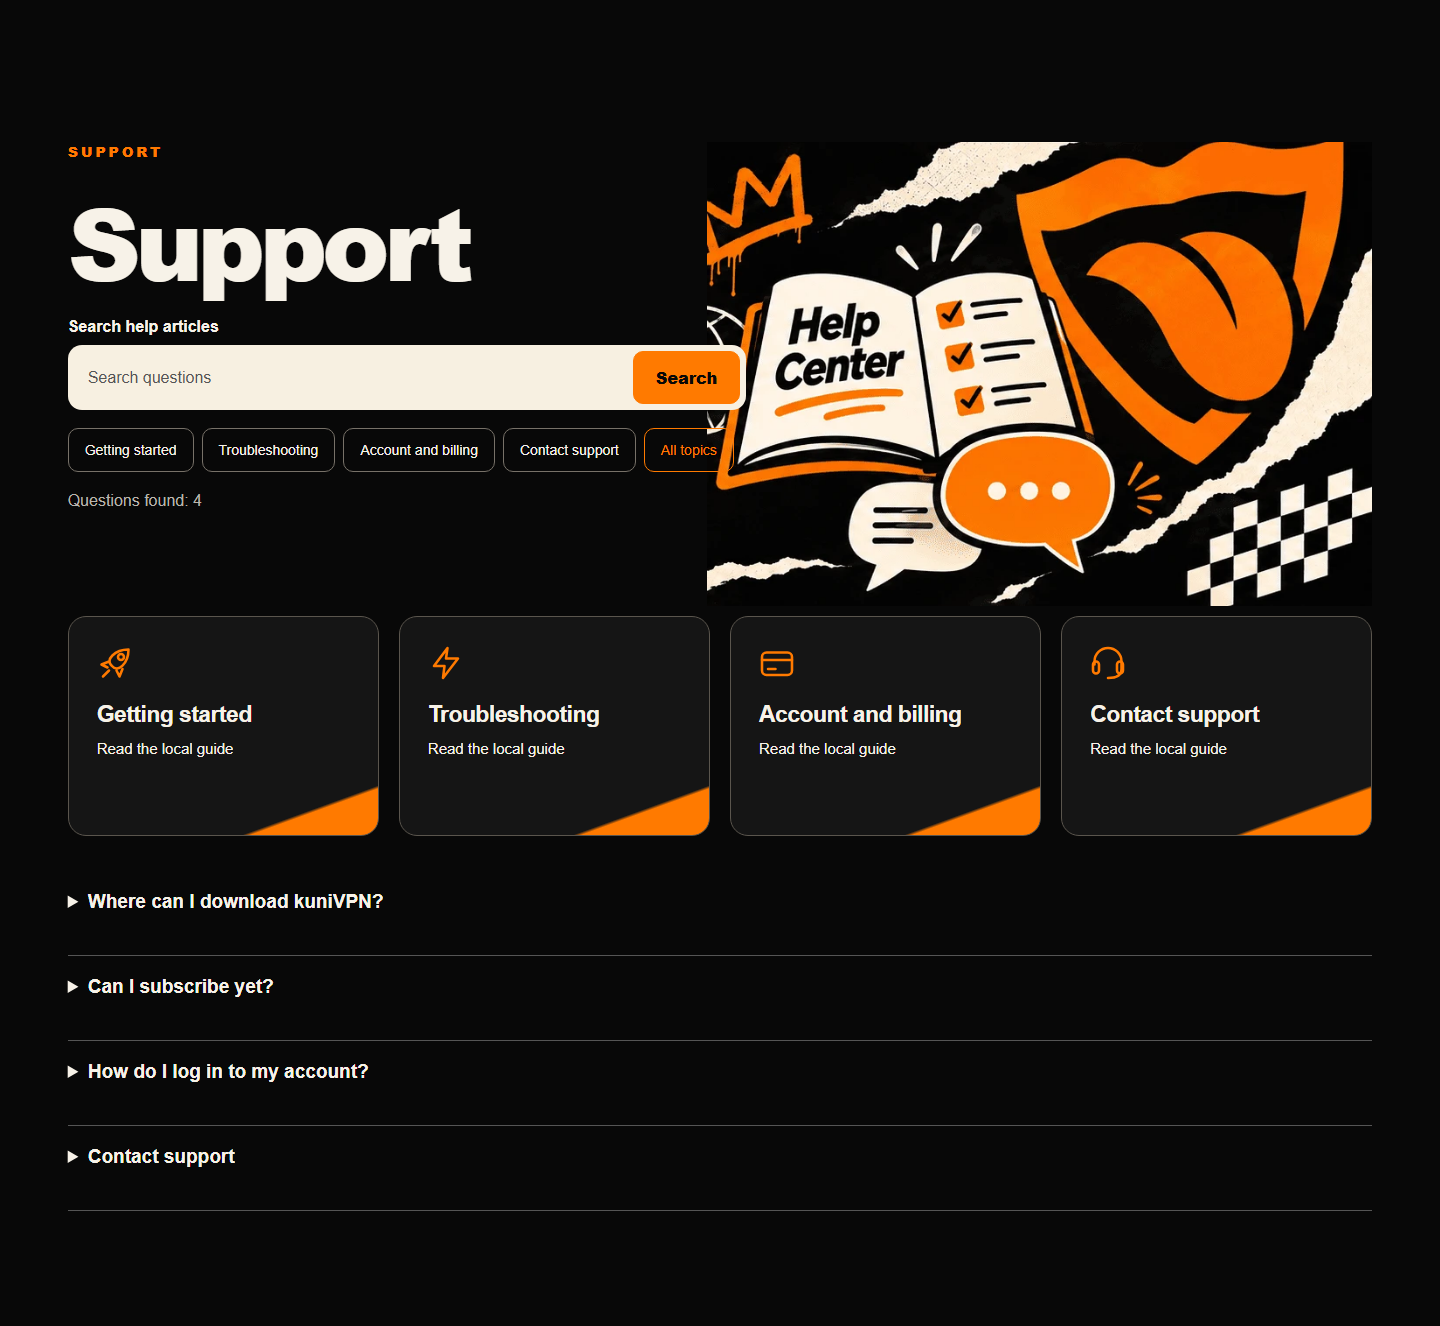 SUPPORT
Support
Search help articles
Search questions
Search
Getting started
Troubleshooting
Account and billing
Contact support
All topics
Questions found: 4
Help
Center
Getting started
Read the local guide
Troubleshooting
Read the local guide
Account and billing
Read the local guide
Contact support
Read the local guide
Where can I download kuniVPN?
Can I subscribe yet?
How do I log in to my account?
Contact support